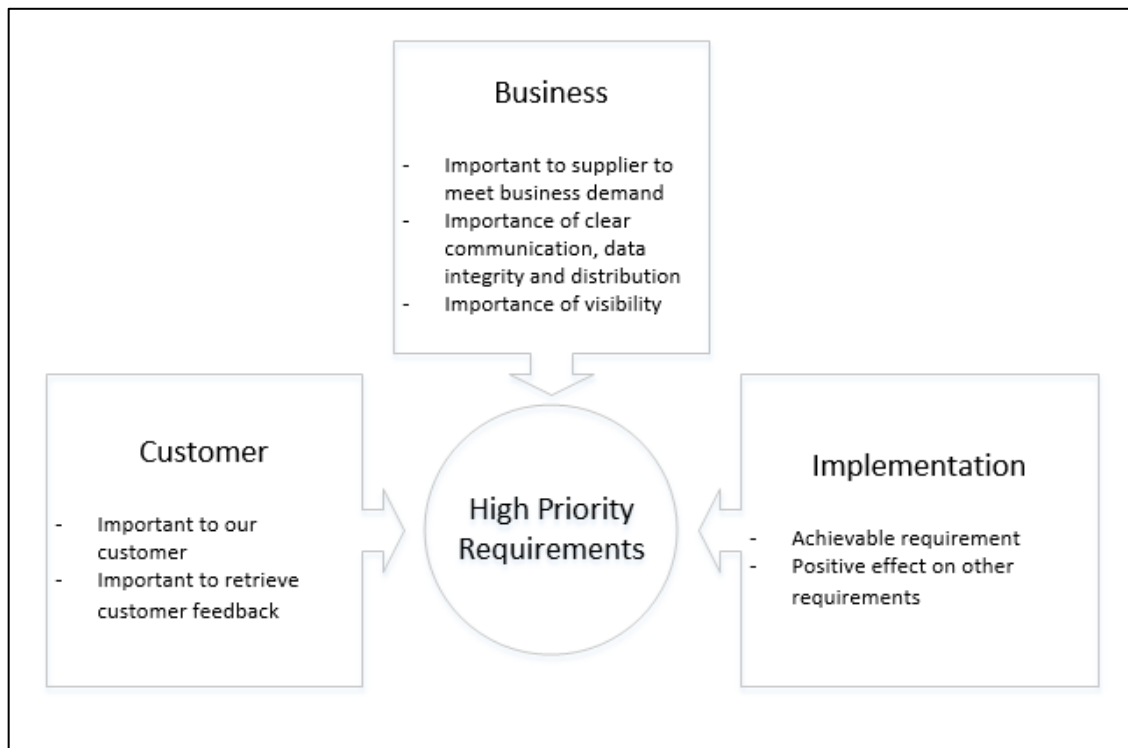 Business
- Important to supplier to
meet business demand
- Importance of clear
communication, data
integrity and distribution
- Importance of visibility
Customer
- Important to our
customer
- Important to retrieve
customer feedback
High Priority
Requirements
Implementation
- Achievable requirement
- Positive effect on other
requirements